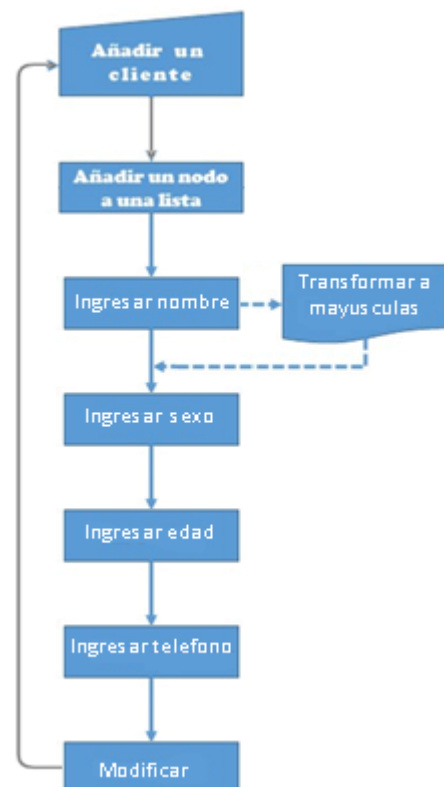 Añadir un
cliente
Añadir un nodo
a una lista
Ingresar nombre
Transformar a
mayusculas
Ingresar sexo
Ingresar edad
Ingresar telefono
Modificar